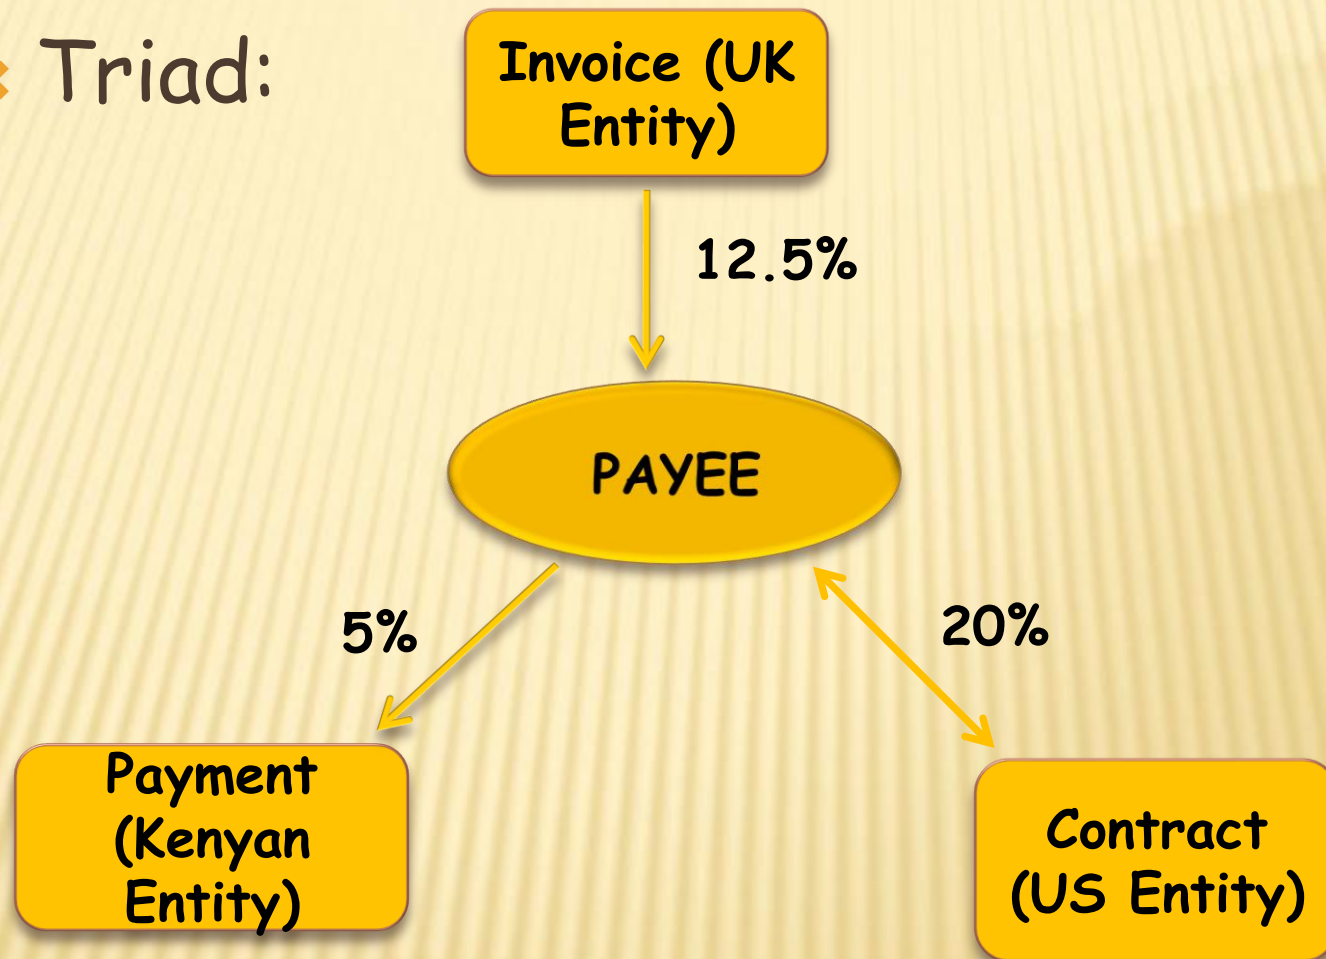 Triad:
Invoice (UK
Entity)
12.5%
PAYEE
5%
20%
Payment
(Kenyan
Entity)
Contract
(US Entity)